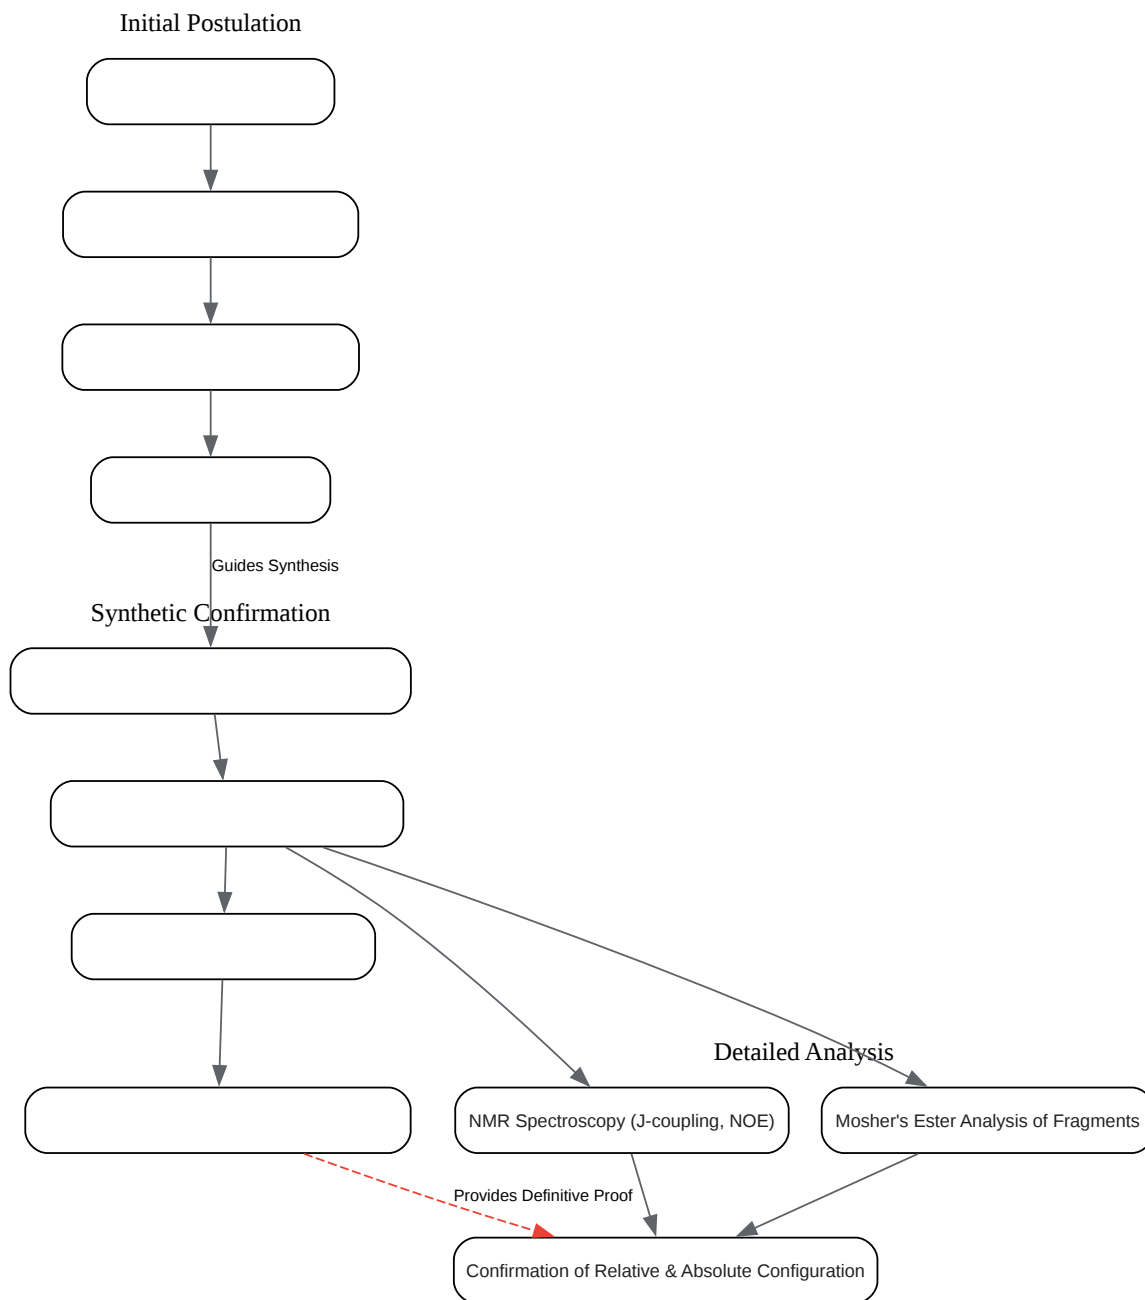 Initial Postulation
Guides Synthesis
Synthetic Confirmation
Detailed Analysis
NMR Spectroscopy (J-coupling, NOE)
Mosher's Ester Analysis of Fragments
Provides Definitive Proof
Confirmation of Relative & Absolute Configuration